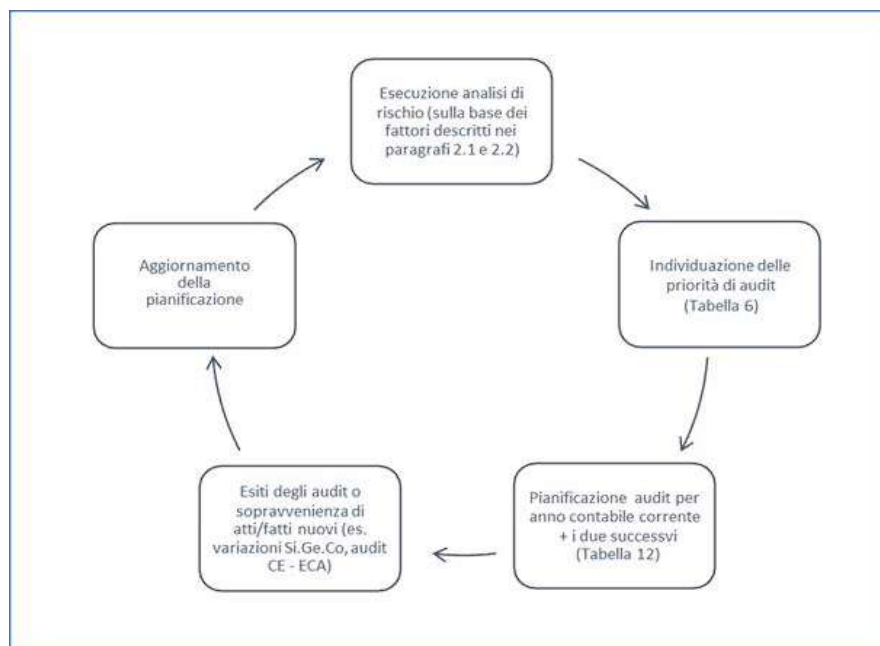 Esecuzione analisi di
rischio (sulla base dei
fattori descritti nei
paragrafi 2.1 e 2.2)
Individuazione delle
priorità di audit
(Tabella 6)
Pianificazione audit per
anno contabile corrente
+ i due successvi
(Tabella 12)
Esiti degli audit o
sopravvenienza di
atti/fatti nuovi (es.
variazioni Si.Ge.Co, audit
CE - ECA)
Aggiornamento
della
pianificazione